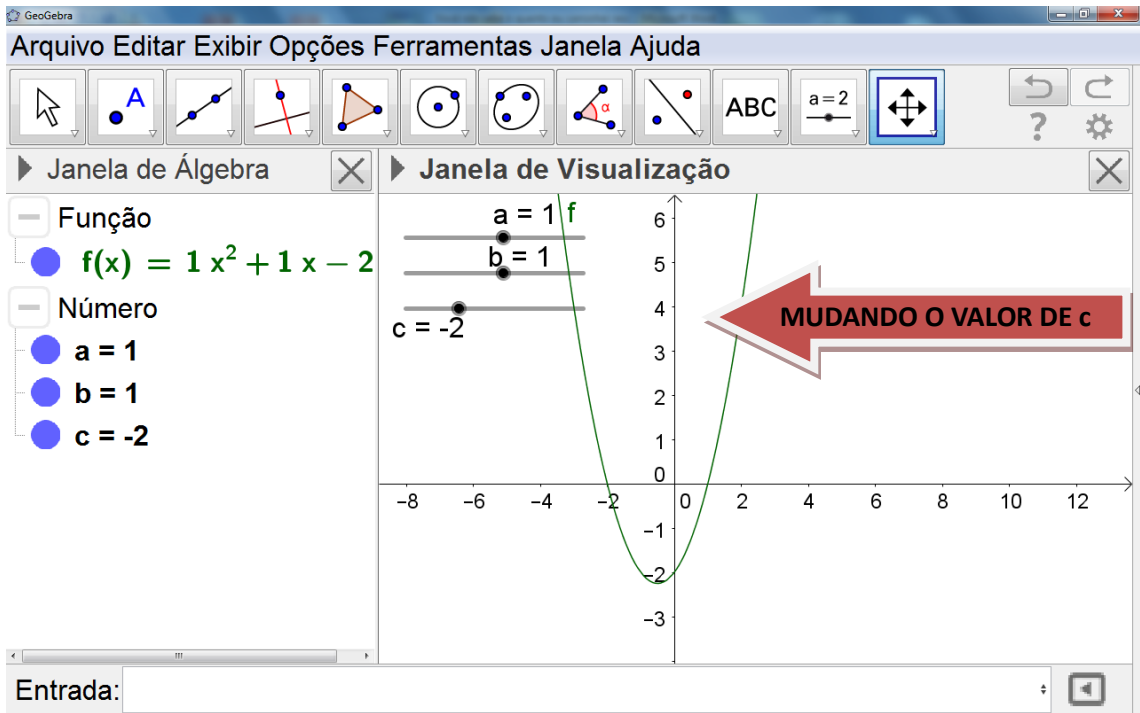 GeoGebra
Arquivo Editar Exibir Opções Ferramentas Janela Ajuda
A
α
ABC
a = 2
?
Janela de Álgebra
Janela de Visualização
Função
f(x) = 1 x² + 1 x − 2
Número
a = 1
b = 1
c = -2
a = 1
f
b = 1
c = -2
MUDANDO O VALOR DE c
6
5
4
3
2
1
0
−8 −6 −4 −2 0 2 4 6 8 10 12
−1
−2
−3
Entrada: